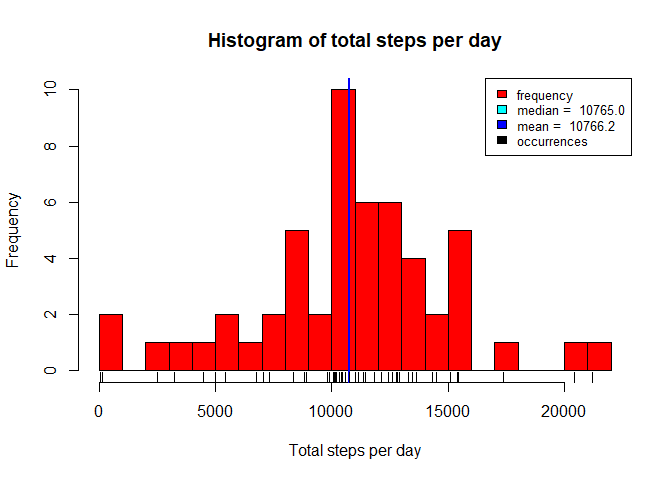 Histogram of total steps per day
frequency
median =  10765.0
mean =  10766.2
occurrences
Frequency
10
8
6
4
2
0
0 5000 10000 15000 20000
Total steps per day